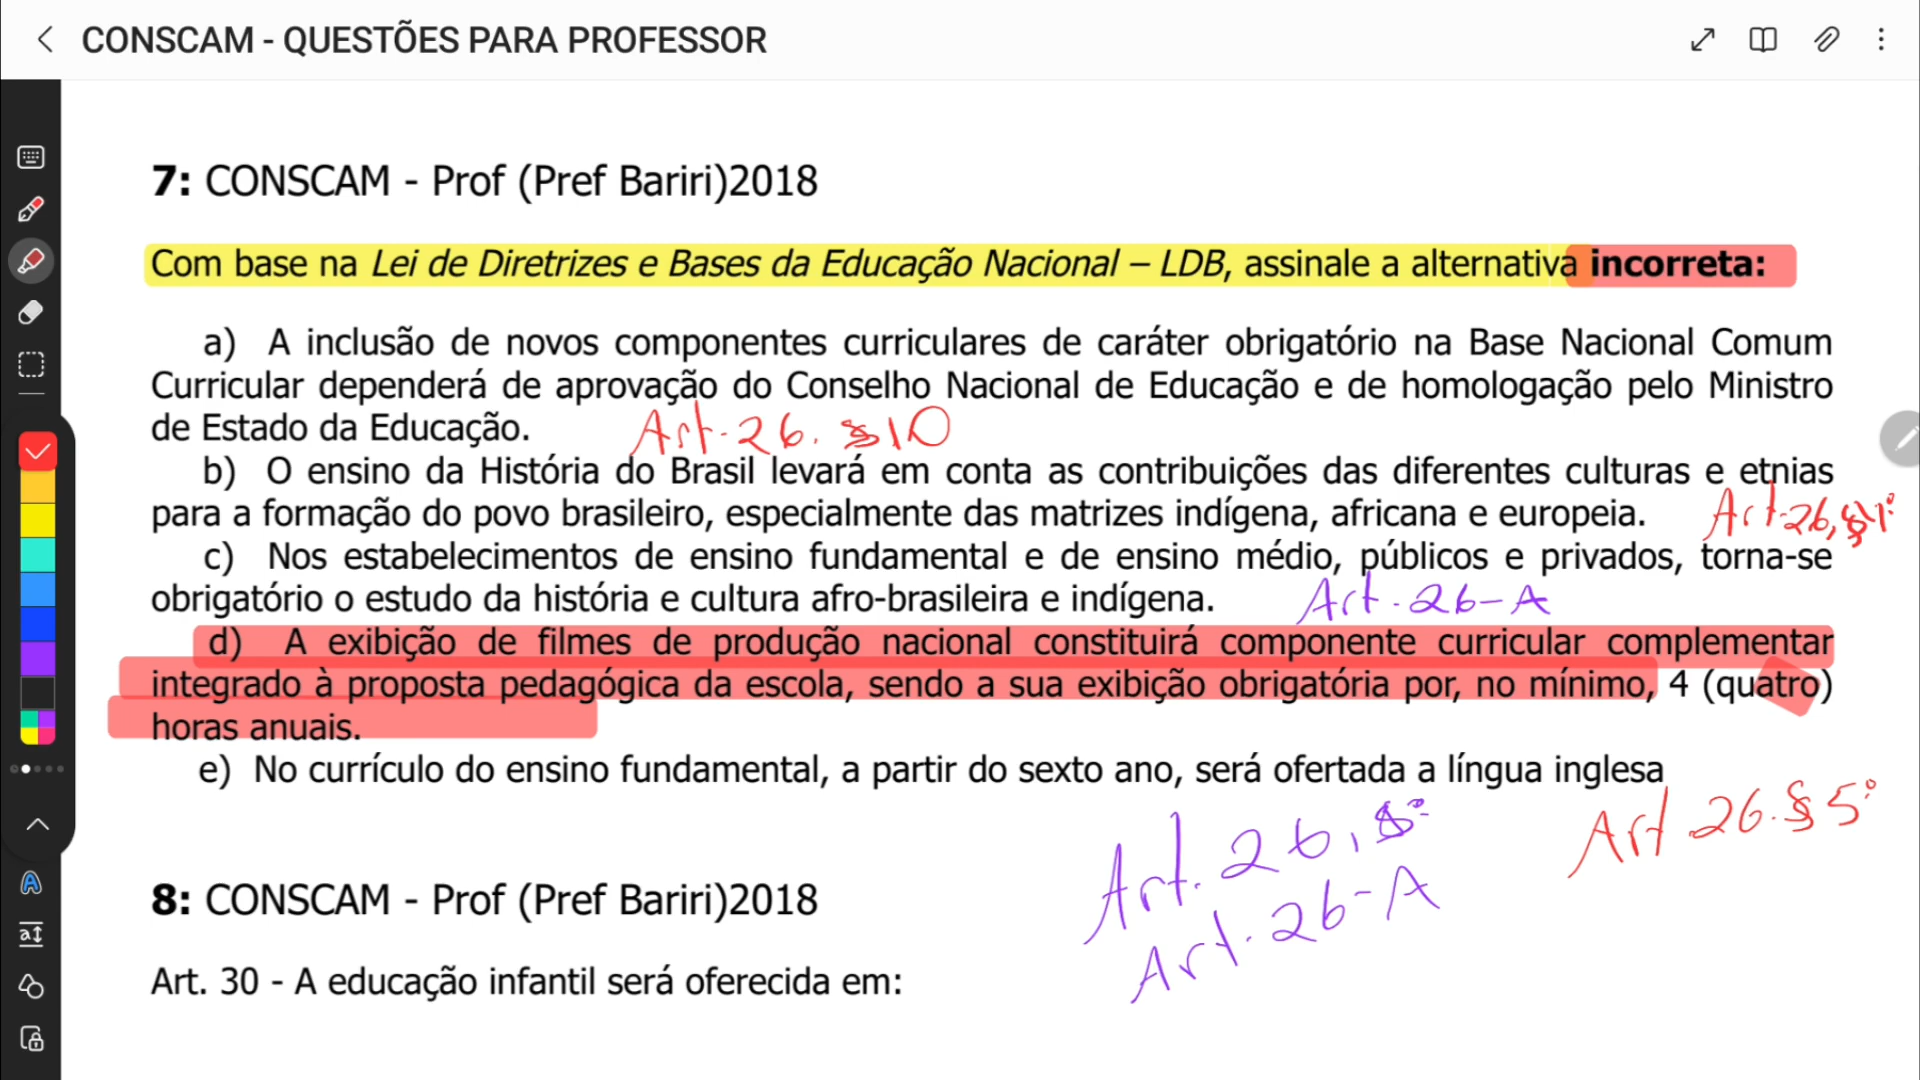 CONSCAM - QUESTÕES PARA PROFESSOR
7: CONSCAM - Prof (Pref Bariri)2018
Com base na Lei de Diretrizes e Bases da Educação Nacional – LDB, assinale a alternativa incorreta:
a) A inclusão de novos componentes curriculares de caráter obrigatório na Base Nacional Comum
Curricular dependerá de aprovação do Conselho Nacional de Educação e de homologação pelo Ministro
de Estado da Educação. Art. 26. §10
b) O ensino da História do Brasil levará em conta as contribuições das diferentes culturas e etnias
para a formação do povo brasileiro, especialmente das matrizes indígena, africana e europeia. Art. 26,
c) Nos estabelecimentos de ensino fundamental e de ensino médio, públicos e privados, torna-se
obrigatório o estudo da história e cultura afro-brasileira e indígena. Art. 26-A
d) A exibição de filmes de produção nacional constituirá componente curricular complementar
integrado à proposta pedagógica da escola, sendo a sua exibição obrigatória por, no mínimo, 4 (quatro)
horas anuais.
e) No currículo do ensino fundamental, a partir do sexto ano, será ofertada a língua inglesa
Art 26. § 5º
Art. 26,
Art. 26-A
8: CONSCAM - Prof (Pref Bariri)2018
Art. 30 - A educação infantil será oferecida em: